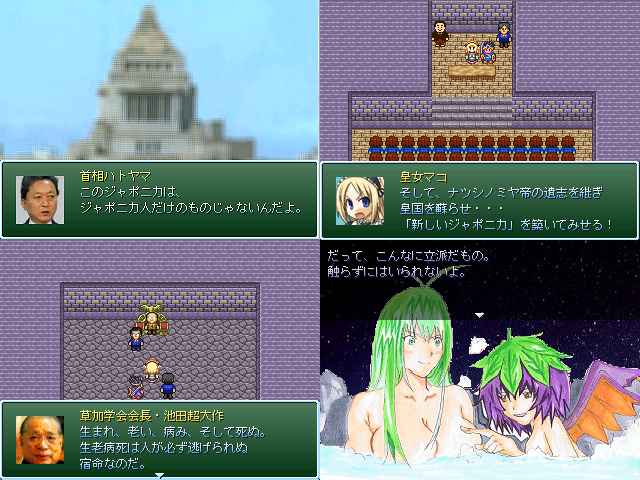 首相ハトヤマ
このジャポニカは、
ジャポニカ人だけのものじゃないんだよ。
皇女マコ
そして、ナツシノミヤ帝の遺志を継ぎ
皇国を蘇らせ・・・
「新しいジャポニカ」を築いてみせる！
草加学会会長・池田超大作
生まれ、老い、病み、そして死ぬ。
生老病死は人が必ず逃げられぬ
宿命なのだ。
だって、こんなに立派だもの。
触らずにはいられないよ。